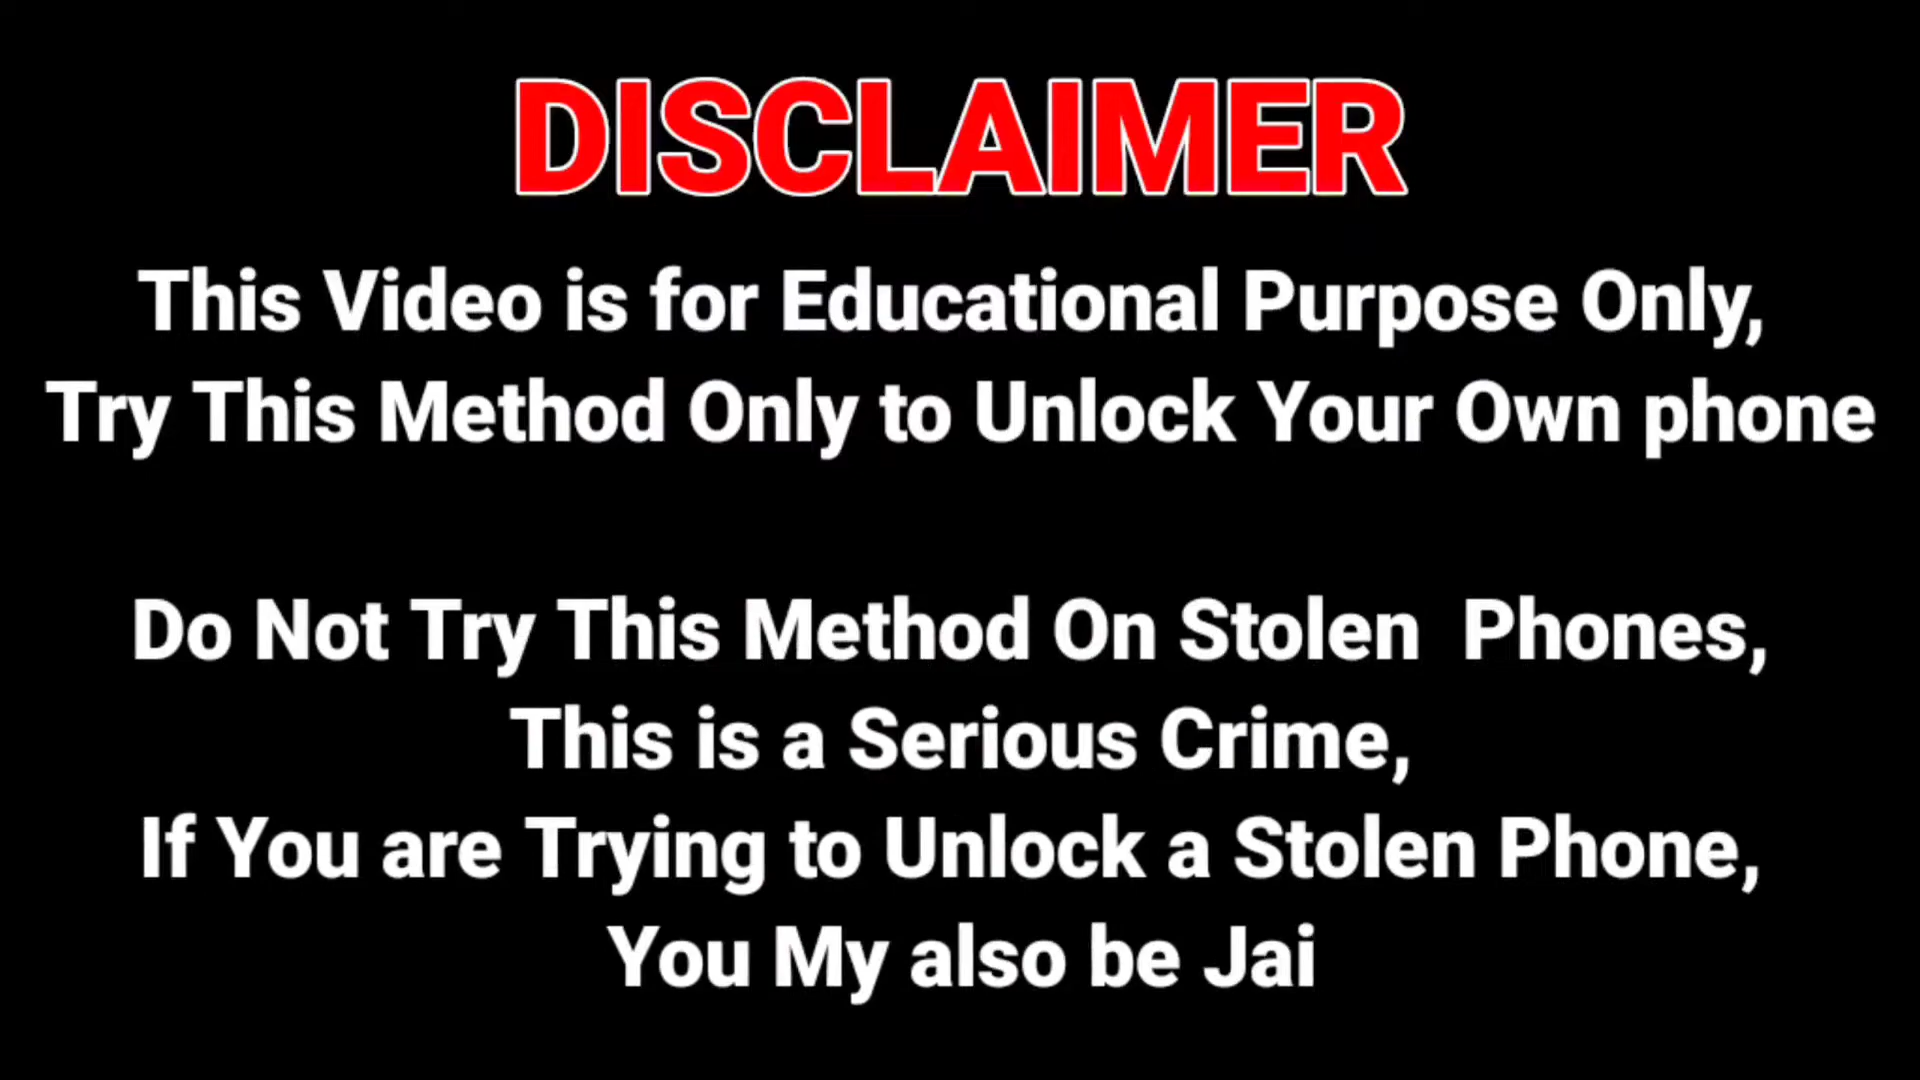 DISCLAIMER
This Video is for Educational Purpose Only,
Try This Method Only to Unlock Your Own phone
Do Not Try This Method On Stolen  Phones,
This is a Serious Crime,
If You are Trying to Unlock a Stolen Phone,
You My also be Jai